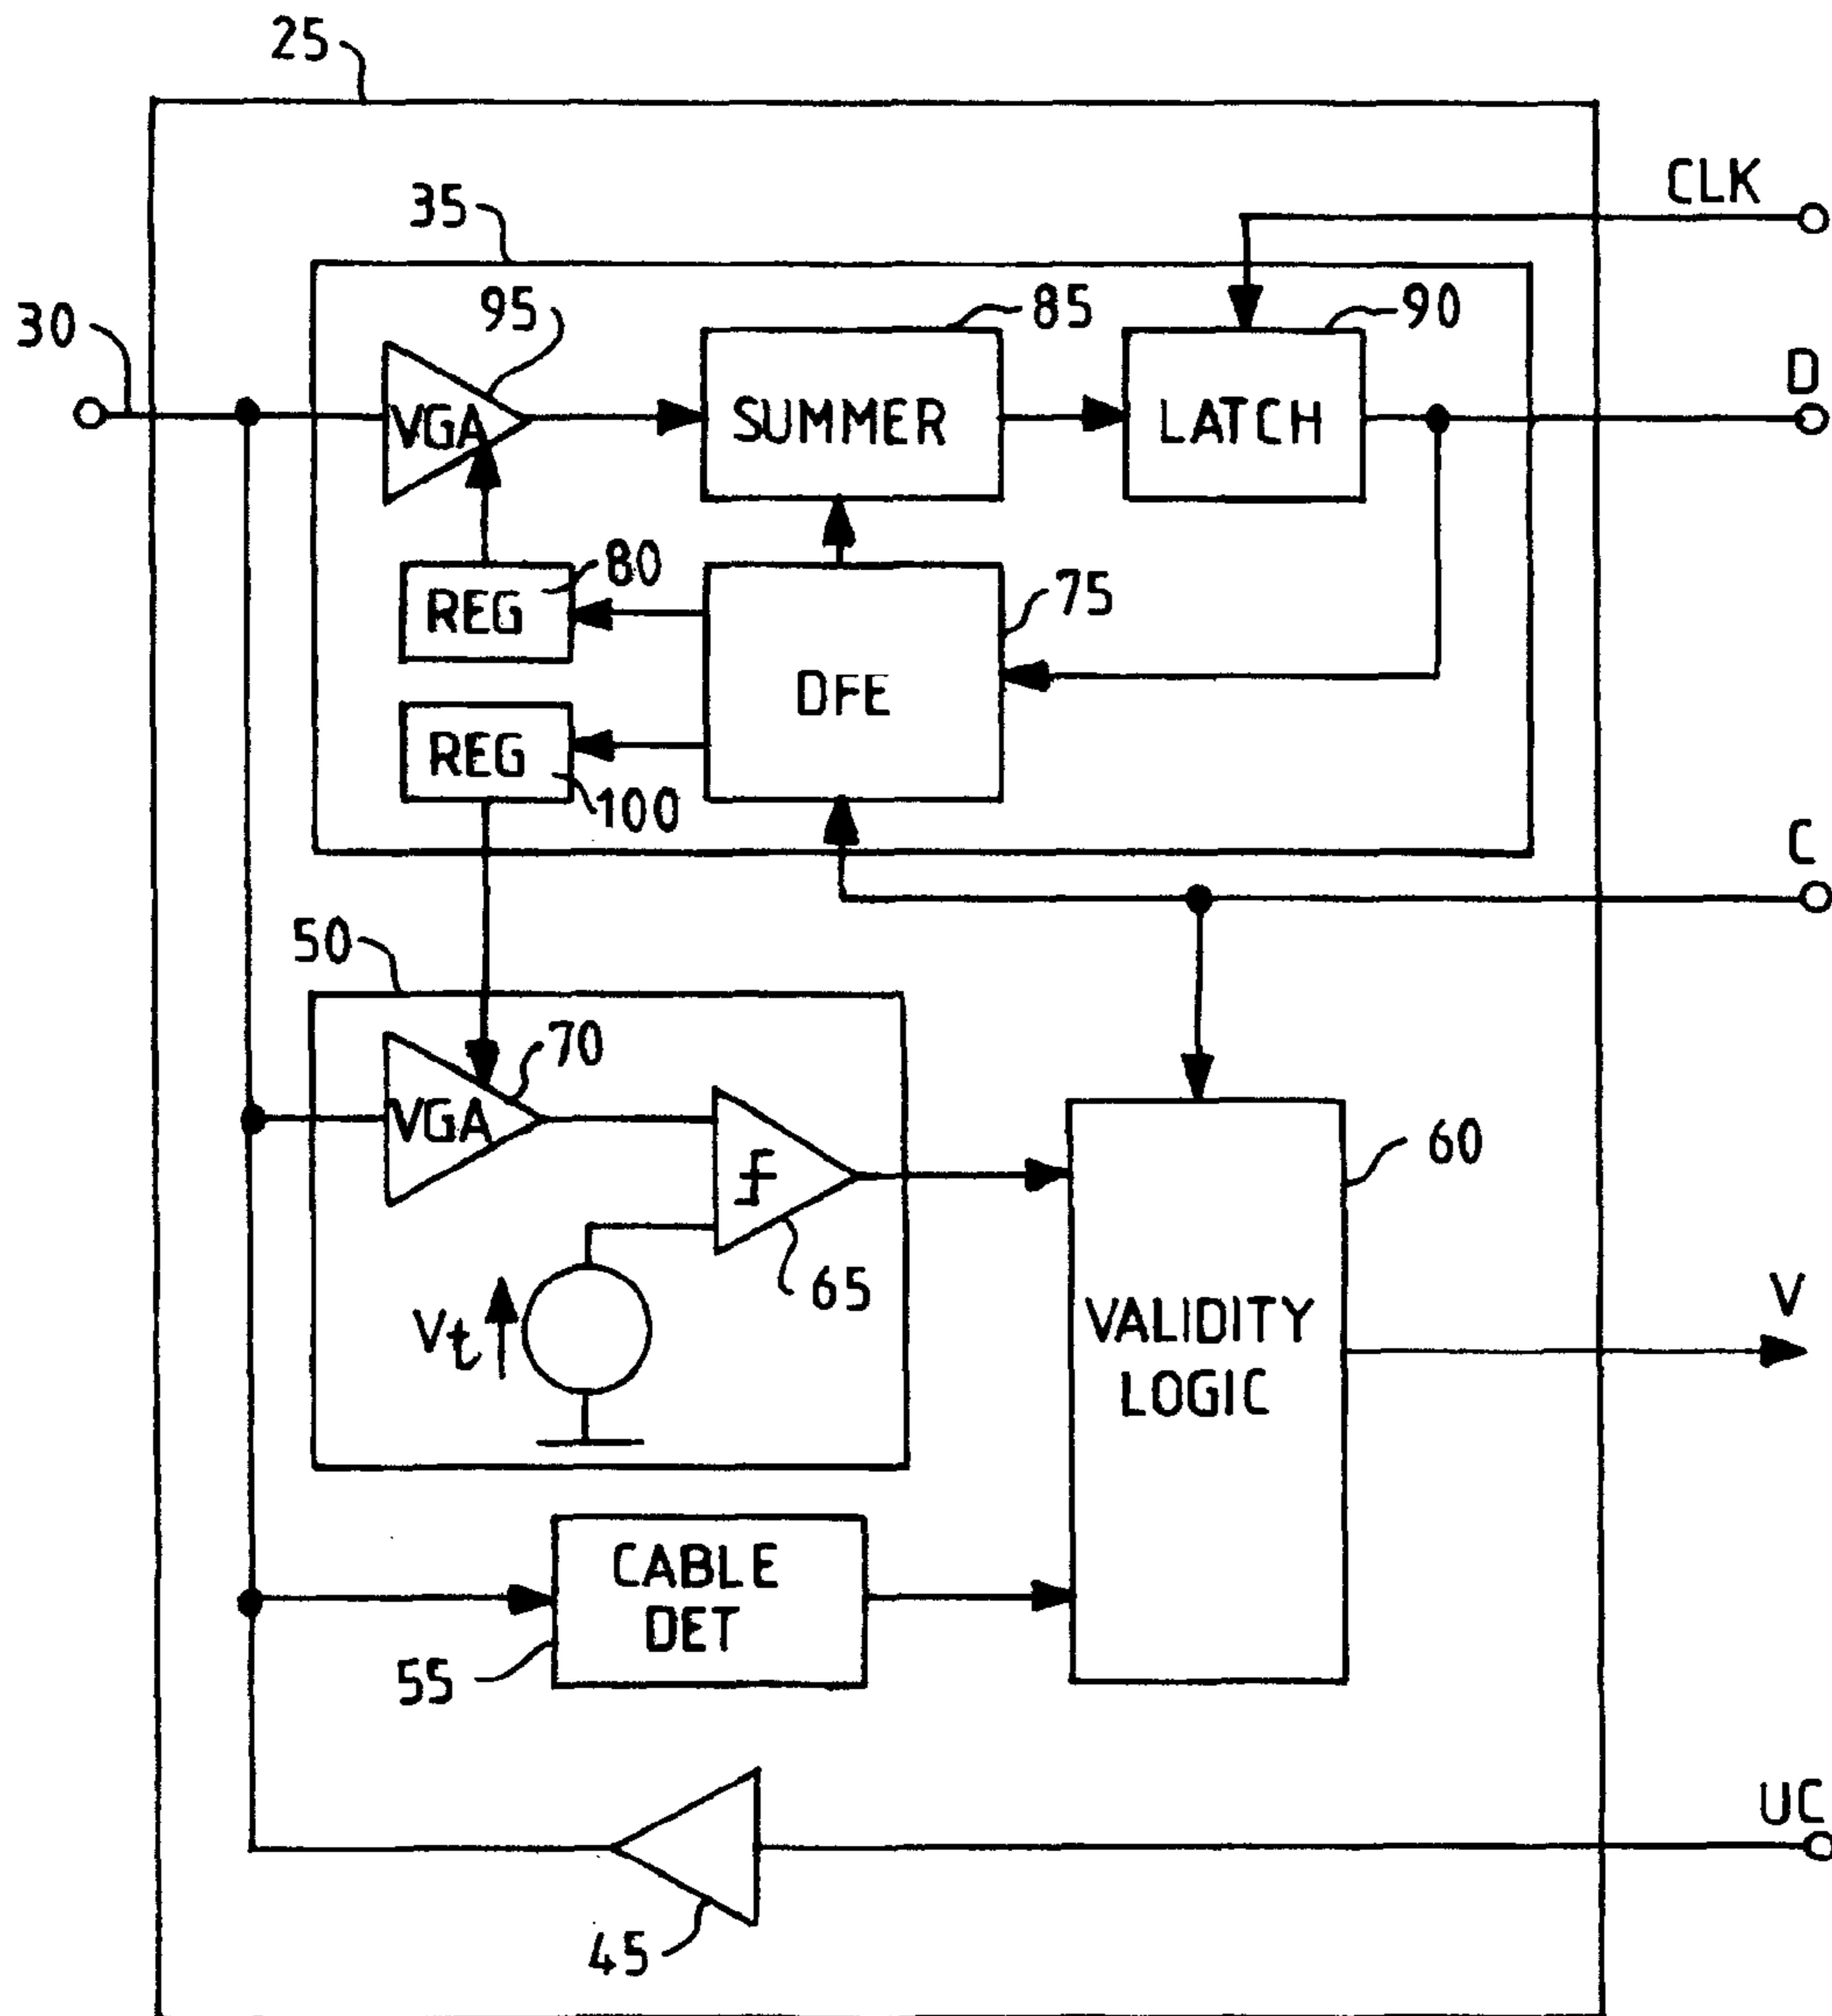 25
CLK
35
95
85
90
30
D
VGA
SUMMER
LATCH
80
REG
75
DFE
REG
100
C
50
70
VGA
60
65
Vt
VALIDITY
LOGIC
V
CABLE
DET
55
UC
45